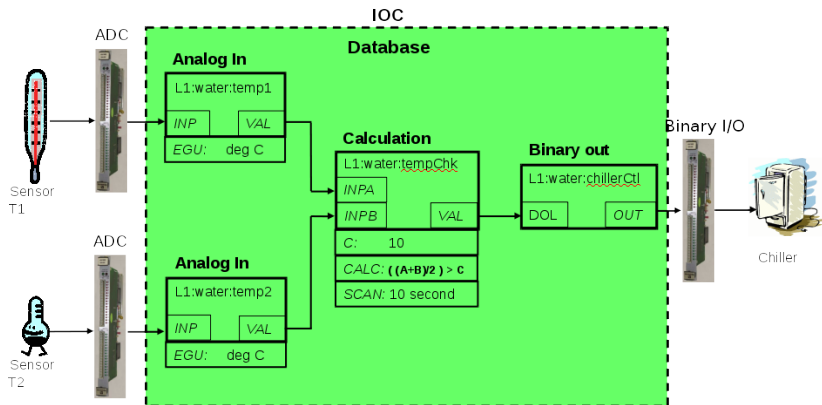 IOC
ADC
Database
Analog In
L1:water:temp1
INP VAL
EGU: deg C
Sensor
T1
Calculation
L1:water:tempChk
INPA
INPB VAL
C: 10
CALC: ( (A+B)/2 ) > C
SCAN: 10 second
Binary out
L1:water:chillerCtl
DOL OUT
Binary I/O
Chiller
ADC
Analog In
L1:water:temp2
INP VAL
EGU: deg C
Sensor
T2